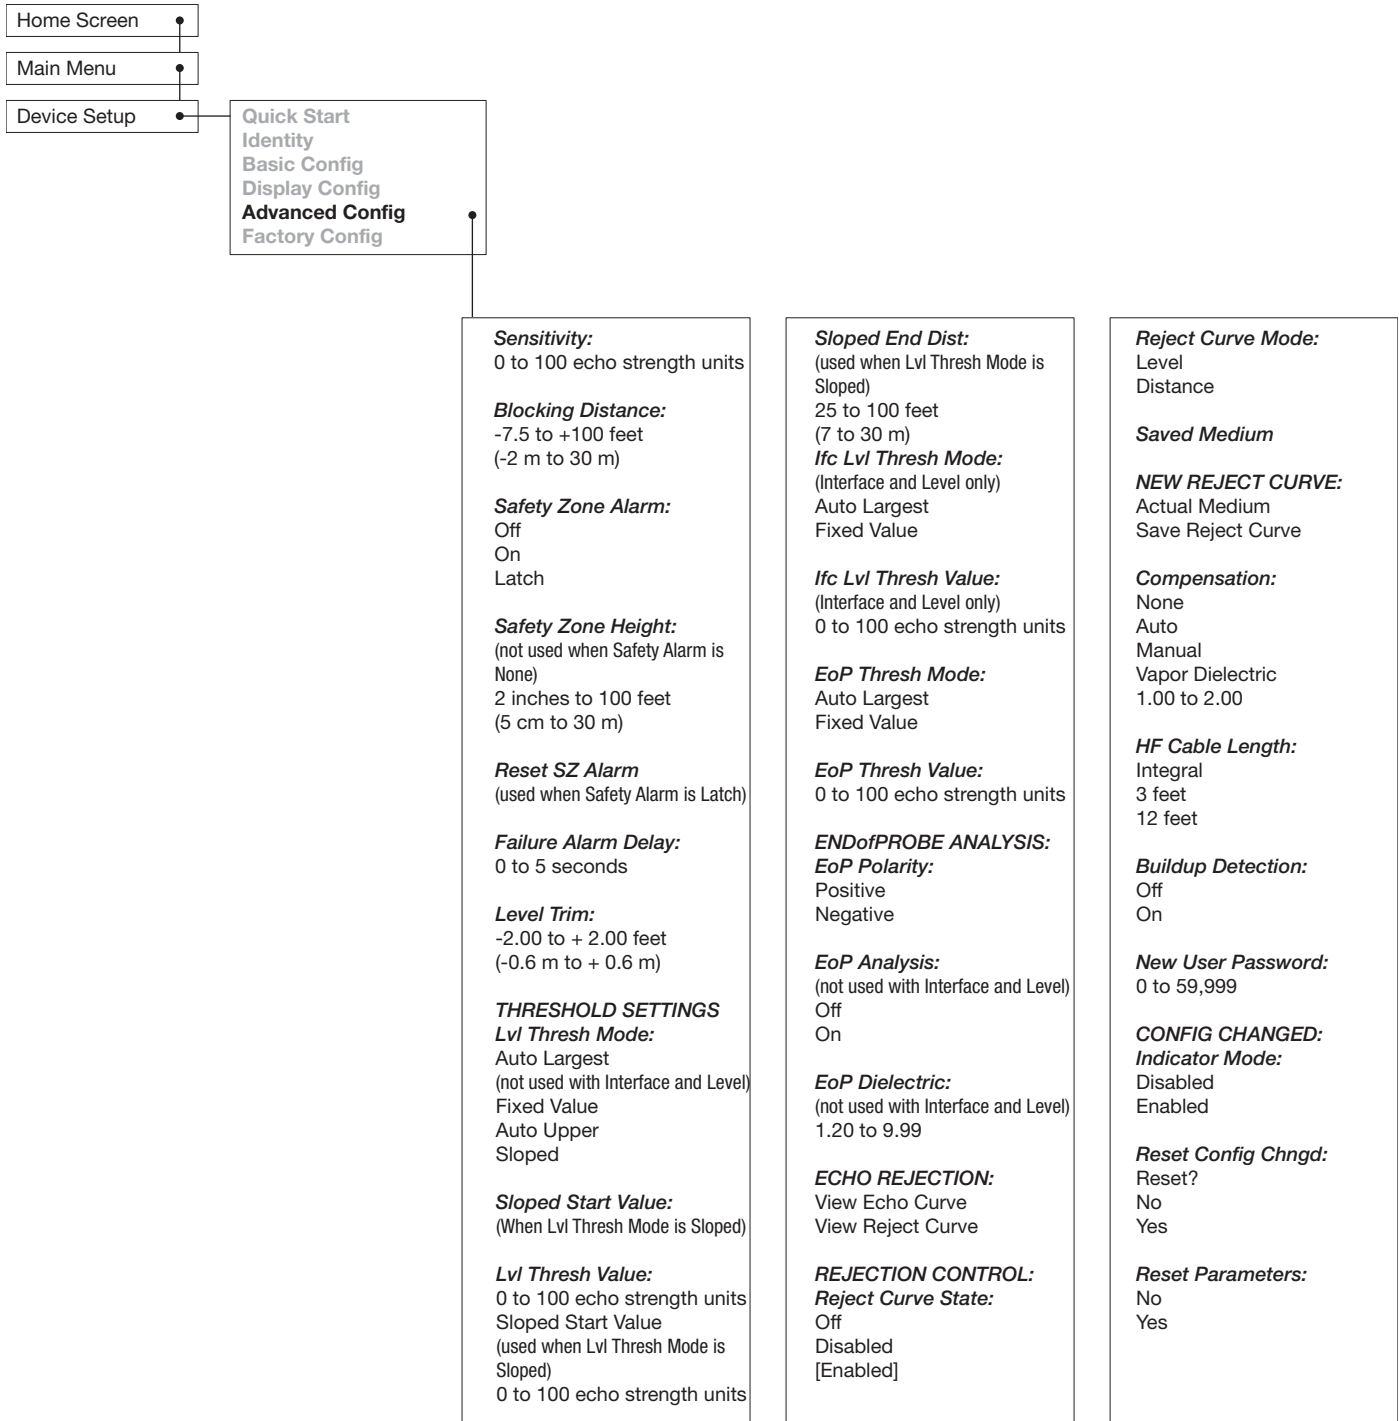 Home Screen
Main Menu
Device Setup
Quick Start
Identity
Basic Config
Display Config
Advanced Config
Factory Config
Sensitivity:
0 to 100 echo strength units
Blocking Distance:
-7.5 to +100 feet
(-2 m to 30 m)
Safety Zone Alarm:
Off
On
Latch
Safety Zone Height:
(not used when Safety Alarm is
None)
2 inches to 100 feet
(5 cm to 30 m)
Reset SZ Alarm
(used when Safety Alarm is Latch)
Failure Alarm Delay:
0 to 5 seconds
Level Trim:
-2.00 to + 2.00 feet
(-0.6 m to + 0.6 m)
THRESHOLD SETTINGS
Lvl Thresh Mode:
Auto Largest
(not used with Interface and Level)
Fixed Value
Auto Upper
Sloped
Sloped Start Value:
(When Lvl Thresh Mode is Sloped)
Lvl Thresh Value:
0 to 100 echo strength units
Sloped Start Value
(used when Lvl Thresh Mode is
Sloped)
0 to 100 echo strength units
Sloped End Dist:
(used when Lvl Thresh Mode is
Sloped)
25 to 100 feet
(7 to 30 m)
Ifc Lvl Thresh Mode:
(Interface and Level only)
Auto Largest
Fixed Value
Ifc Lvl Thresh Value:
(Interface and Level only)
0 to 100 echo strength units
EoP Thresh Mode:
Auto Largest
Fixed Value
EoP Thresh Value:
0 to 100 echo strength units
ENDofPROBE ANALYSIS:
EoP Polarity:
Positive
Negative
EoP Analysis:
(not used with Interface and Level)
Off
On
EoP Dielectric:
(not used with Interface and Level)
1.20 to 9.99
ECHO REJECTION:
View Echo Curve
View Reject Curve
REJECTION CONTROL:
Reject Curve State:
Off
Disabled
[Enabled]
Reject Curve Mode:
Level
Distance
Saved Medium
NEW REJECT CURVE:
Actual Medium
Save Reject Curve
Compensation:
None
Auto
Manual
Vapor Dielectric
1.00 to 2.00
HF Cable Length:
Integral
3 feet
12 feet
Buildup Detection:
Off
On
New User Password:
0 to 59,999
CONFIG CHANGED:
Indicator Mode:
Disabled
Enabled
Reset Config Chngd:
Reset?
No
Yes
Reset Parameters:
No
Yes